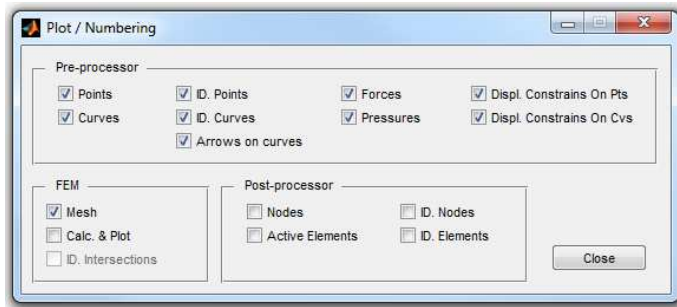 Plot / Numbering
Pre-processor
Points ID. Points Forces Displ. Constrains On Pts
Curves ID. Curves Pressures Displ. Constrains On Cvs
Arrows on curves
FEM Post-processor
Mesh Nodes ID. Nodes
Calc. & Plot Active Elements ID. Elements
ID. Intersections Close